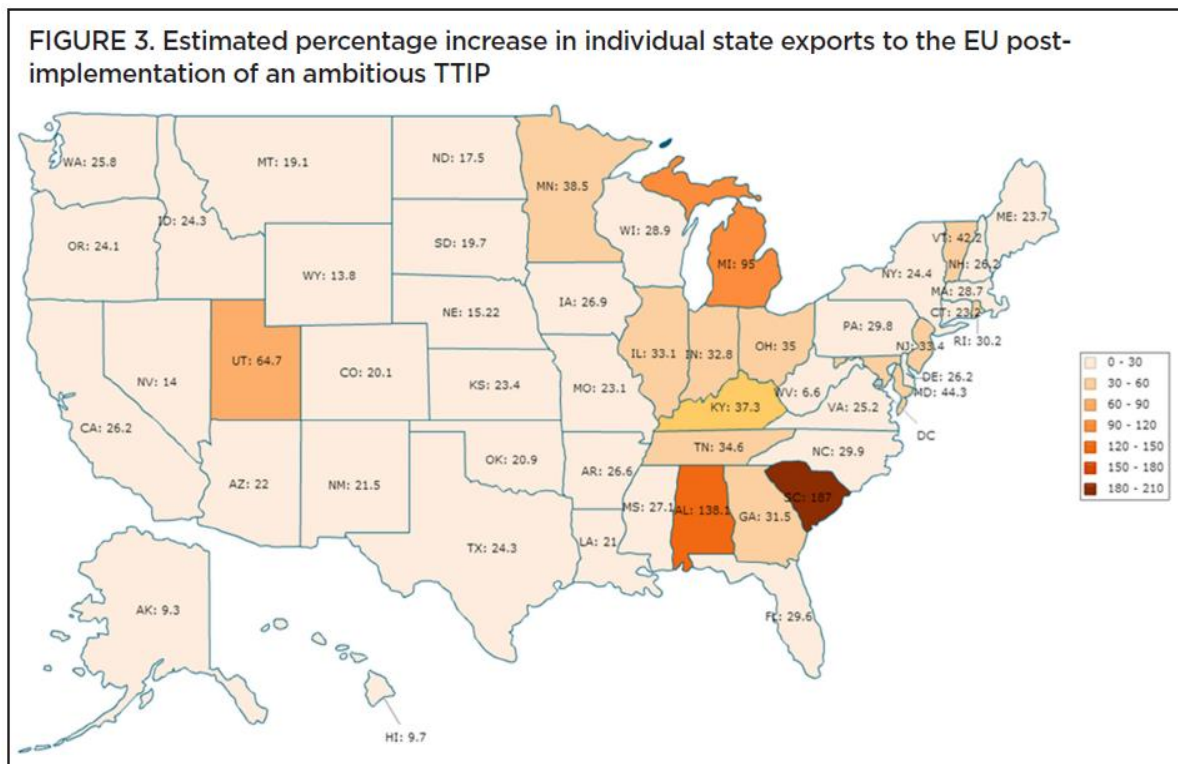 FIGURE 3. Estimated percentage increase in individual state exports to the EU post-
implementation of an ambitious TTIP
WA: 25.8
MT: 19.1
ND: 17.5
MN: 38.5
ME: 23.7
ID: 24.3
OR: 24.1
SD: 19.7
WI: 28.9
VT: 42.2
NH: 26.2
NY: 24.4
WY: 13.8
MI: 95
MA: 28.7
IA: 26.9
CT: 23.2
NE: 15.22
PA: 29.8
RI: 30.2
UT: 64.7
IL: 33.1
IN: 32.8
OH: 35
NJ: 33.4
NV: 14
CO: 20.1
KS: 23.4
MO: 23.1
WV: 6.6
DE: 26.2
MD: 44.3
CA: 26.2
KY: 37.3
VA: 25.2
DC
TN: 34.6
NC: 29.9
AZ: 22
NM: 21.5
OK: 20.9
AR: 26.6
SC: 187
MS: 27.1
AL: 138.1
GA: 31.5
TX: 24.3
LA: 21
AK: 9.3
FL: 29.6
HI: 9.7
0 - 30
30 - 60
60 - 90
90 - 120
120 - 150
150 - 180
180 - 210